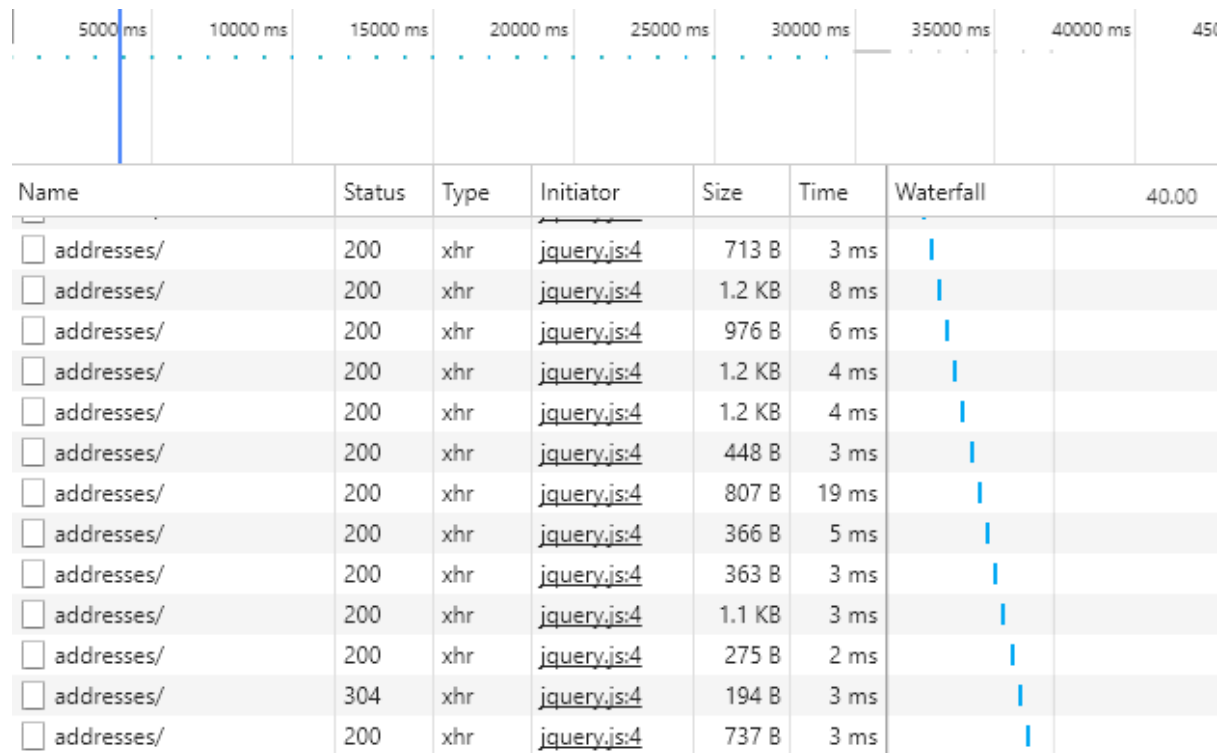 5000 ms 10000 ms 15000 ms 20000 ms 25000 ms 30000 ms 35000 ms 40000 ms
Name Status Type Initiator Size Time Waterfall 40.00
addresses/ 200 xhr jquery.js:4 713 B 3 ms
addresses/ 200 xhr jquery.js:4 1.2 KB 8 ms
addresses/ 200 xhr jquery.js:4 976 B 6 ms
addresses/ 200 xhr jquery.js:4 1.2 KB 4 ms
addresses/ 200 xhr jquery.js:4 1.2 KB 4 ms
addresses/ 200 xhr jquery.js:4 448 B 3 ms
addresses/ 200 xhr jquery.js:4 807 B 19 ms
addresses/ 200 xhr jquery.js:4 366 B 5 ms
addresses/ 200 xhr jquery.js:4 363 B 3 ms
addresses/ 200 xhr jquery.js:4 1.1 KB 3 ms
addresses/ 200 xhr jquery.js:4 275 B 2 ms
addresses/ 304 xhr jquery.js:4 194 B 3 ms
addresses/ 200 xhr jquery.js:4 737 B 3 ms